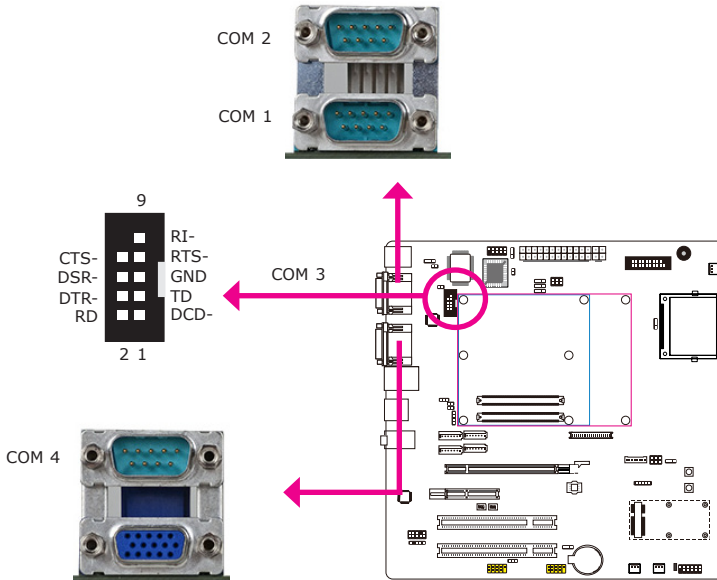 COM 2
COM 1
9
RI-
CTS- RTS-
DSR- GND
DTR- TD
RD DCD-
2 1
COM 3
COM 4